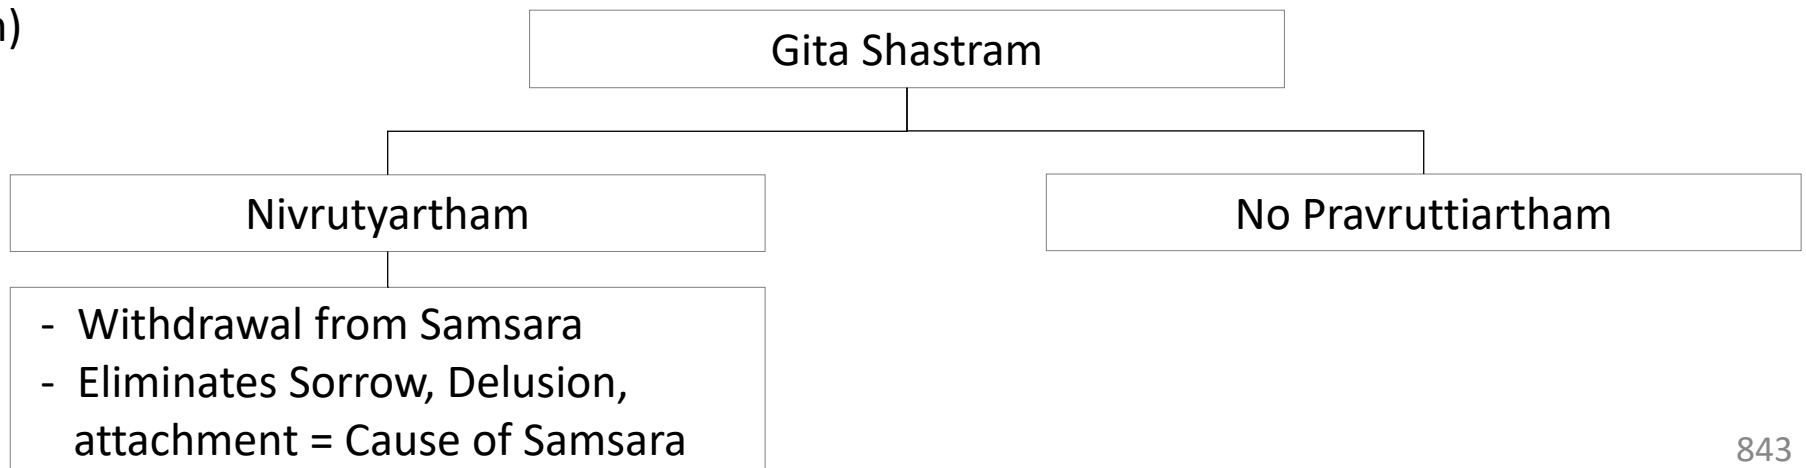 Gita Shastram
Nivrutyartham
No Pravruttiartham
- Withdrawal from Samsara
- Eliminates Sorrow, Delusion,
attachment = Cause of Samsara
843